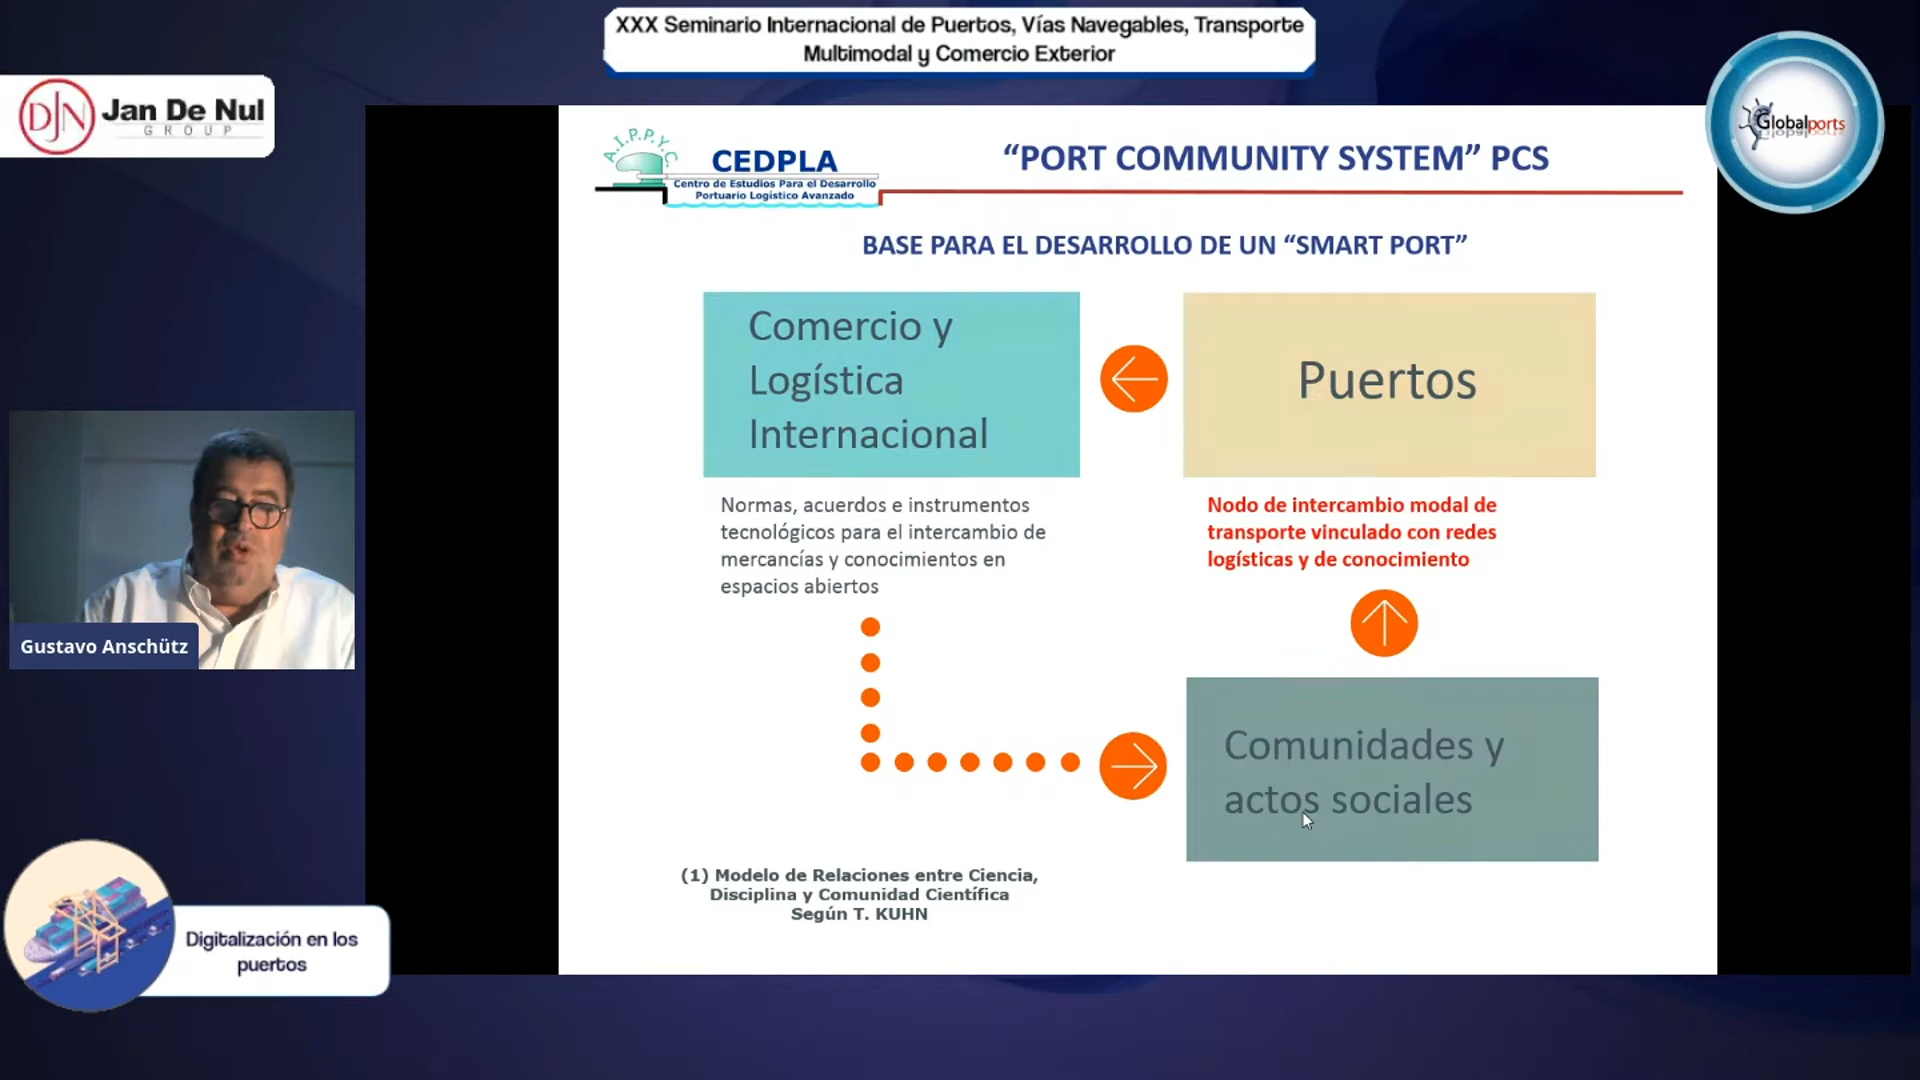 XXX Seminario Internacional de Puertos, Vías Navegables, Transporte
Multimodal y Comercio Exterior
DJN
Jan De Nul
GROUP
Globalports
A.I.P.P.Y.C.
CEDPLA
Centro de Estudios Para el Desarrollo
Portuario Logístico Avanzado
“PORT COMMUNITY SYSTEM” PCS
BASE PARA EL DESARROLLO DE UN “SMART PORT”
Comercio y
Logística
Internacional
Puertos
Normas, acuerdos e instrumentos
tecnológicos para el intercambio de
mercancías y conocimientos en
espacios abiertos
Nodo de intercambio modal de
transporte vinculado con redes
logísticas y de conocimiento
Gustavo Anschütz
Comunidades y
actos sociales
(1) Modelo de Relaciones entre Ciencia,
Disciplina y Comunidad Científica
Según T. KUHN
Digitalización en los
puertos